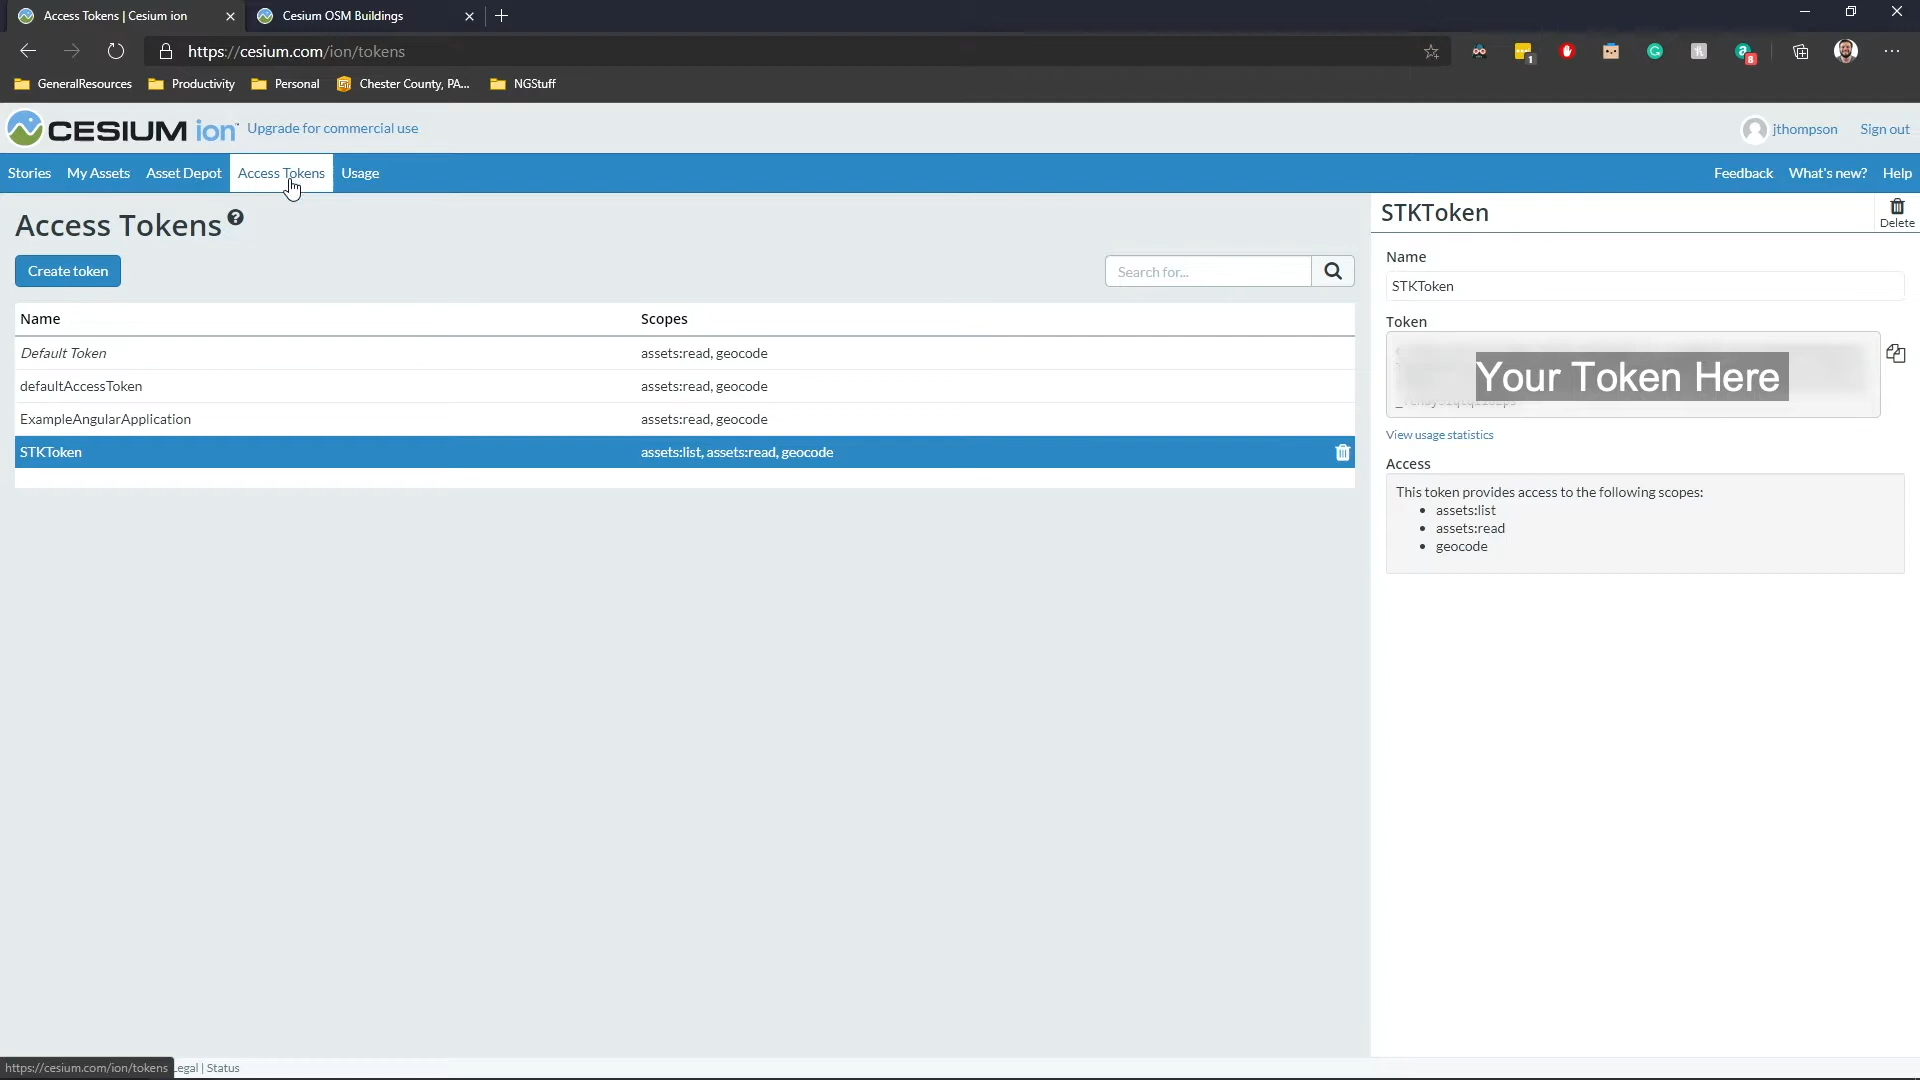 Access Tokens | Cesium ion
Cesium OSM Buildings
https://cesium.com/ion/tokens
1
8
GeneralResources
Productivity
Personal
Chester County, PA...
NGStuff
CESIUM ion
Upgrade for commercial use
jthompson
Sign out
Stories
My Assets
Asset Depot
Access Tokens
Usage
Feedback
What's new?
Help
Access Tokens
Create token
Search for...
Name Scopes
Default Token assets:read, geocode
defaultAccessToken assets:read, geocode
ExampleAngularApplication assets:read, geocode
STKToken assets:list, assets:read, geocode
STKToken
Delete
Name
STKToken
Token
Your Token Here
View usage statistics
Access
This token provides access to the following scopes:
assets:list
assets:read
geocode
https://cesium.com/ion/tokens
| Status